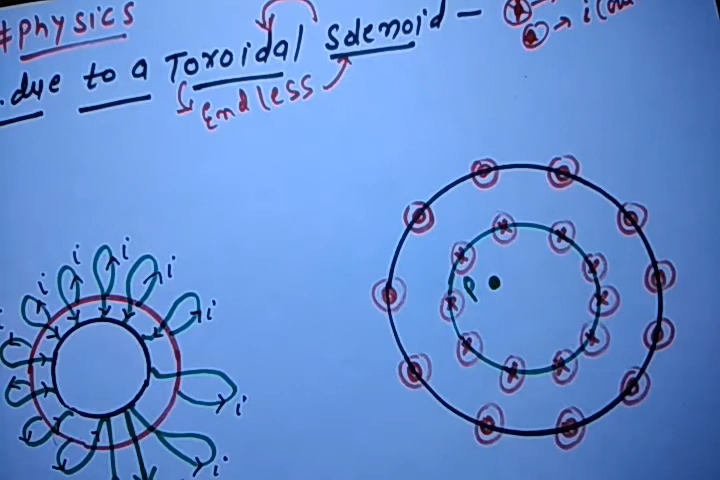 #physics
due to a Toroidal Solenoid -
Endless
→ i
i i i i i
P
i
i